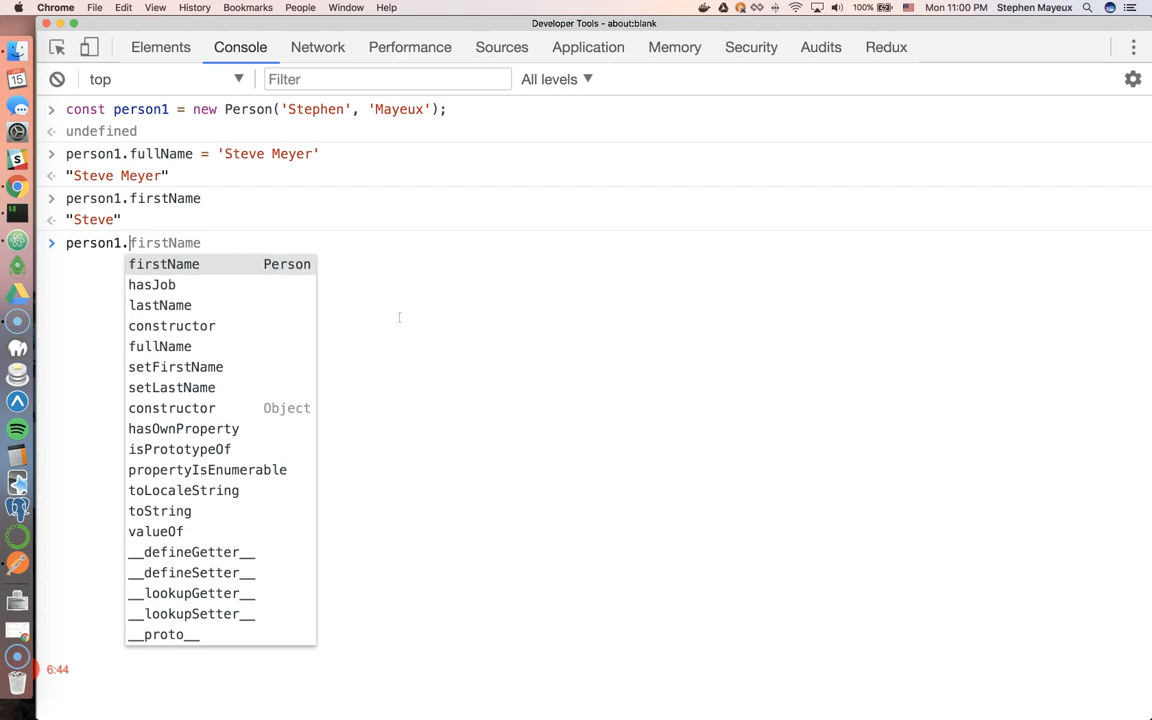 Chrome File Edit View History Bookmarks People Window Help 100% Mon 11:00 PM Stephen Mayeux
Developer Tools - about:blank
Elements Console Network Performance Sources Application Memory Security Audits Redux
top Filter All levels
const person1 = new Person('Stephen', 'Mayeux');
undefined
person1.fullName = 'Steve Meyer'
"Steve Meyer"
person1.firstName
"Steve"
person1.firstName
firstName Person
hasJob
lastName
constructor
fullName
setFirstName
setLastName
constructor Object
hasOwnProperty
isPrototypeOf
propertyIsEnumerable
toLocaleString
toString
valueOf
__defineGetter__
__defineSetter__
__lookupGetter__
__lookupSetter__
__proto__
6:44
15